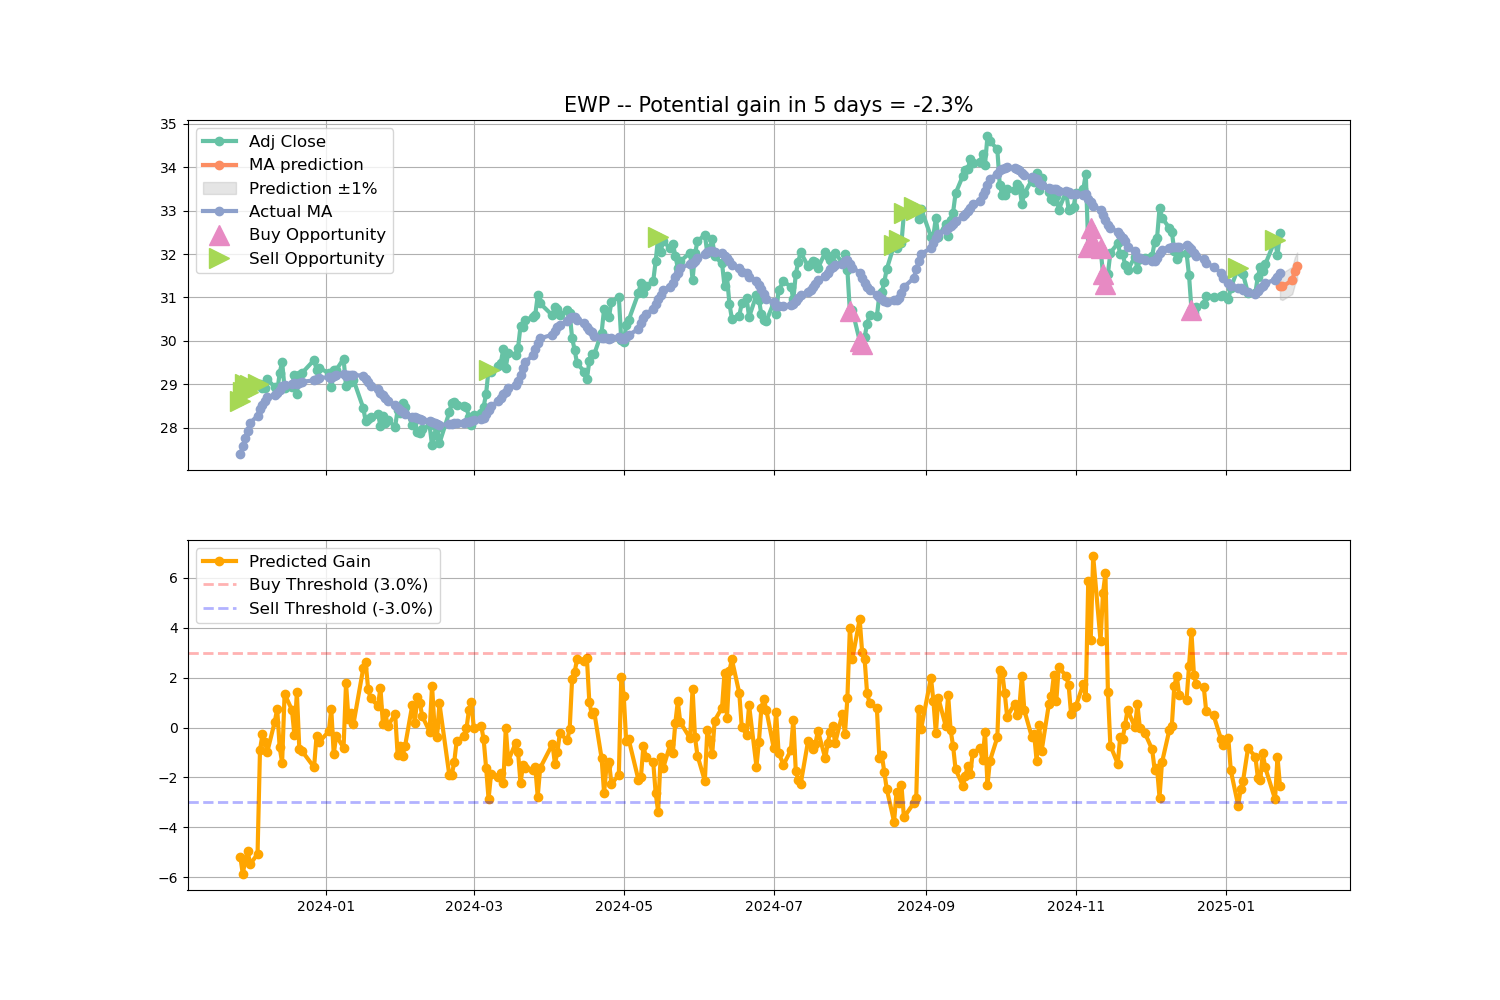 EWP -- Potential gain in 5 days = -2.3%
35
34
33
32
31
30
29
28
Adj Close
MA prediction
Prediction ±1%
Actual MA
Buy Opportunity
Sell Opportunity
6
4
2
0
−2
−4
−6
Predicted Gain
Buy Threshold (3.0%)
Sell Threshold (-3.0%)
2024-01 2024-03 2024-05 2024-07 2024-09 2024-11 2025-01